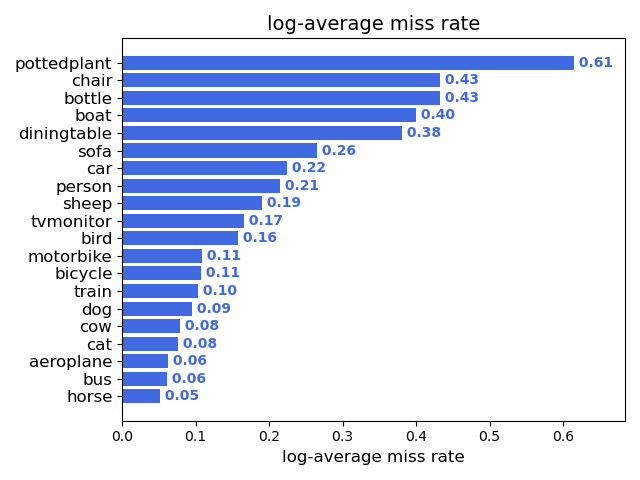 log-average miss rate
pottedplant 0.61
chair 0.43
bottle 0.43
boat 0.40
diningtable 0.38
sofa 0.26
car 0.22
person 0.21
sheep 0.19
tvmonitor 0.17
bird 0.16
motorbike 0.11
bicycle 0.11
train 0.10
dog 0.09
cow 0.08
cat 0.08
aeroplane 0.06
bus 0.06
horse 0.05
0.0 0.1 0.2 0.3 0.4 0.5 0.6
log-average miss rate